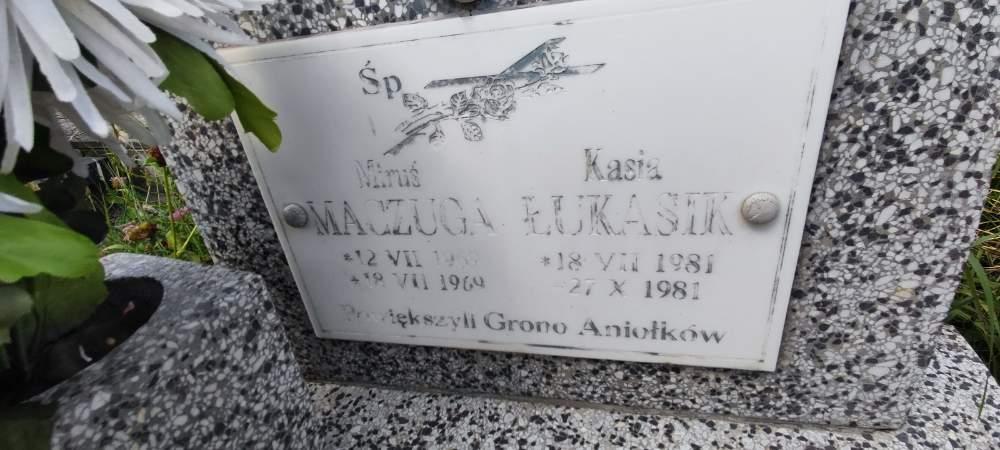 Śp
Miruś Kasia
MACZUGA ŁUKASIK
*12 VII *18 VII 1981
18 VII 1969 27 X 1981
Powiększyli Grono Aniołków